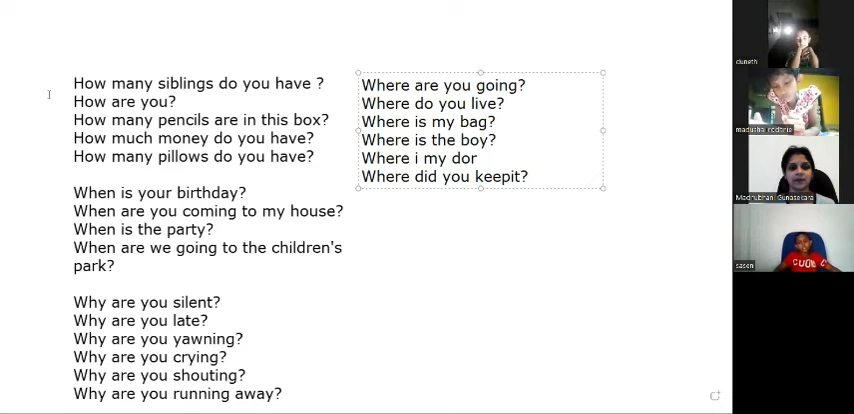 How many siblings do you have ?
How are you?
How many pencils are in this box?
How much money do you have?
How many pillows do you have?
When is your birthday?
When are you coming to my house?
When is the party?
When are we going to the children's
park?
Why are you silent?
Why are you late?
Why are you yawning?
Why are you crying?
Why are you shouting?
Why are you running away?
Where are you going?
Where do you live?
Where is my bag?
Where is the boy?
Where i my dor
Where did you keepit?
duneth
Madrubhani Gunasekara
saseni